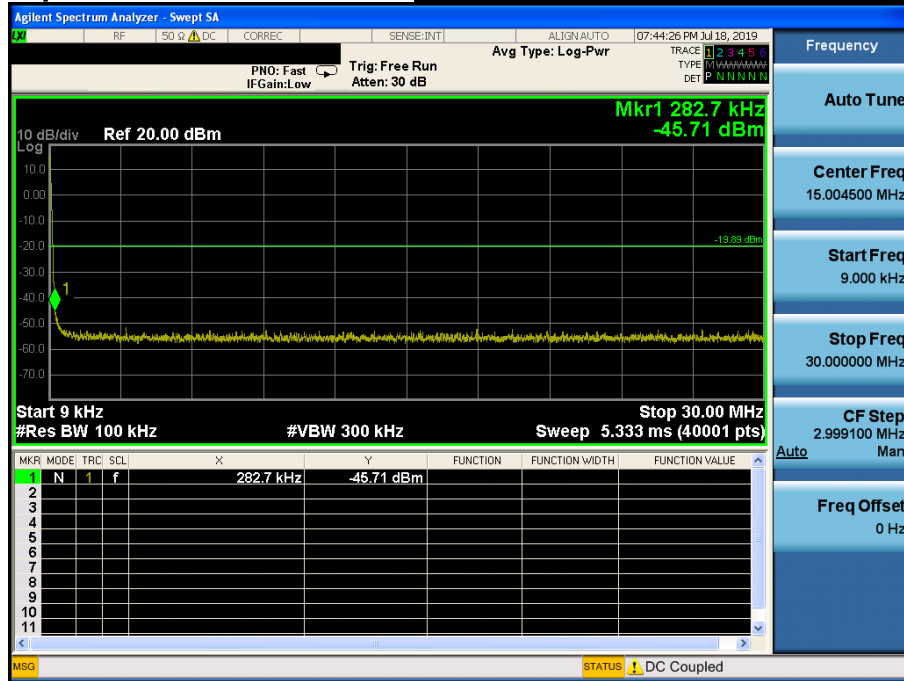 Agilent Spectrum Analyzer - Swept SA
LXI RF 50 Ω DC CORREC SENSE:INT ALIGN AUTO 07:44:26 PM Jul 18, 2019
Avg Type: Log-Pwr TRACE 1 2 3 4 5 6
PNO: Fast Trig: Free Run TYPE M WWWWW
IFGain:Low Atten: 30 dB DET P N N N N N
Mkr1 282.7 kHz
10 dB/div Ref 20.00 dBm -45.71 dBm
Log
10.0
0.00
-10.0
-20.0 -19.89 dBm
-30.0
-40.0 1
-50.0
-60.0
-70.0
Start 9 kHz Stop 30.00 MHz
#Res BW 100 kHz #VBW 300 kHz Sweep 5.333 ms (40001 pts)
MKR MODE TRC SCL X Y FUNCTION FUNCTION WIDTH FUNCTION VALUE
1 N 1 f 282.7 kHz -45.71 dBm
2
3
4
5
6
7
8
9
10
11
MSG STATUS DC Coupled
Frequency
Auto Tune
Center Freq
15.004500 MHz
Start Freq
9.000 kHz
Stop Freq
30.000000 MHz
CF Step
2.999100 MHz
Auto Man
Freq Offset
0 Hz